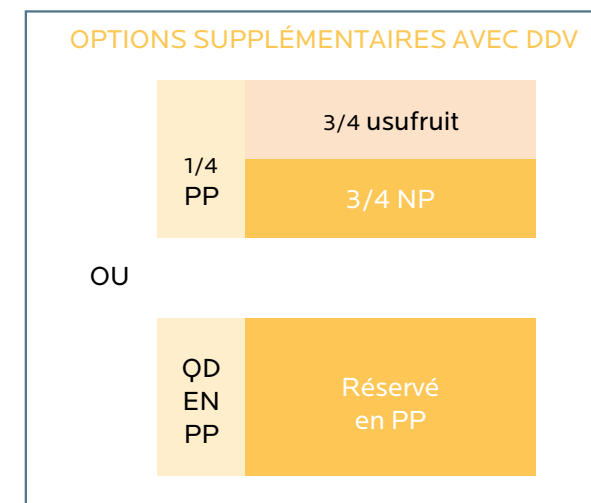 OPTIONS SUPPLÉMENTAIRES AVEC DDV
3/4 usufruit
1/4
PP
3/4 NP
OU
QD
EN
PP
Réservé
en PP